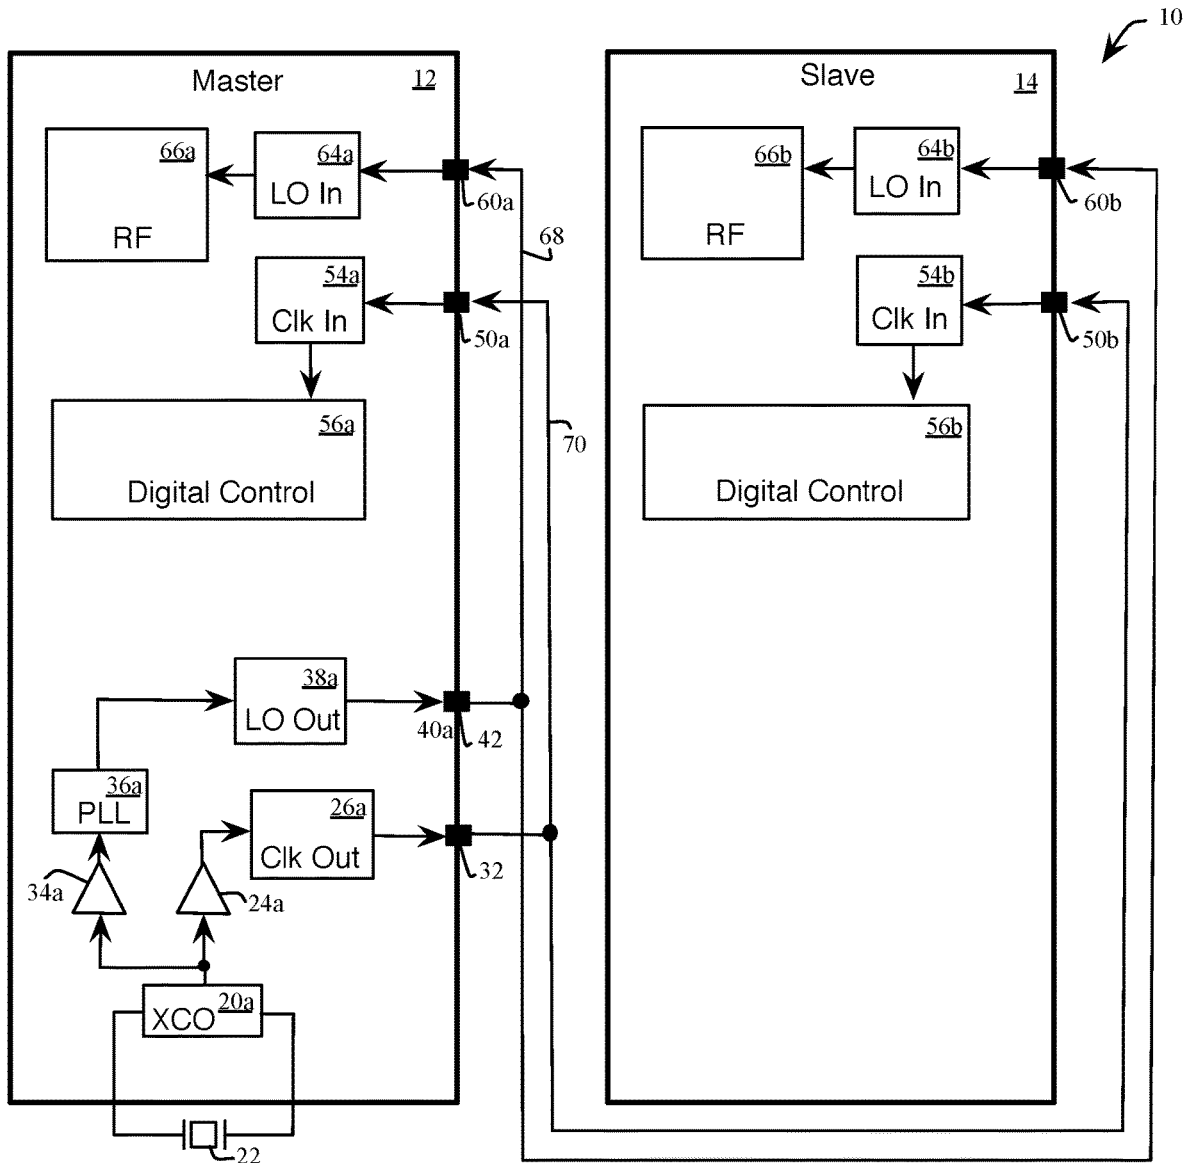 10
Master
12
66a
RF
64a
LO In
60a
68
54a
Clk In
50a
56a
Digital Control
70
38a
LO Out
40a
42
36a
PLL
26a
Clk Out
32
34a
24a
20a
XCO
22
Slave
14
66b
RF
64b
LO In
60b
54b
Clk In
50b
56b
Digital Control